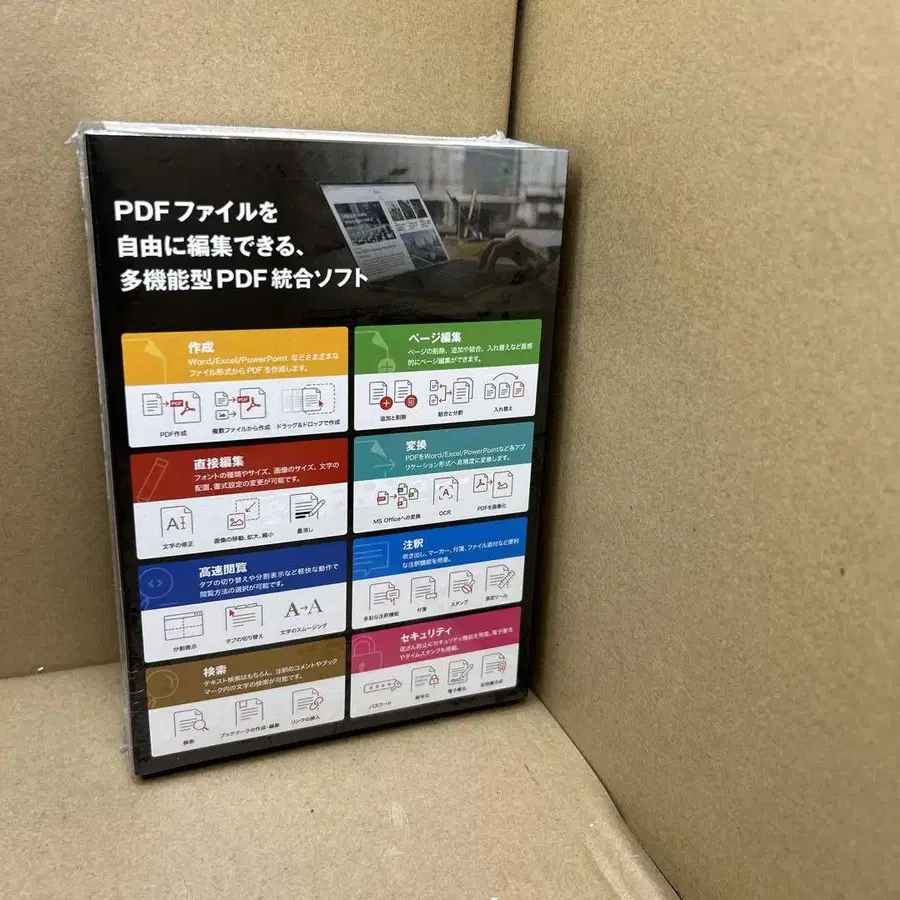 PDFファイルを
自由に編集できる、
多機能型PDF統合ソフト
作成
Word/Excel/PowerPoint などさまざまな
ファイル形式からPDFを作成します。
PDF作成
複数ファイルから作成
ドラッグ&ドロップで作成
ページ編集
ページの削除、追加や結合、入れ替えなど直感
的にページ編集ができます。
追加と削除
結合と分割
入れ替え
直接編集
フォントの種類やサイズ、画像のサイズ、文字の
配置、書式設定の変更が可能です。
文字の修正
画像の移動、拡大、縮小
墨消し
変換
PDFをWord/Excel/PowerPointなど各アプ
リケーション形式へ高精度に変換します。
MS Officeへの変換
OCR
PDFを画像化
高速閲覧
タブの切り替えや分割表示など軽快な動作で
閲覧方法の選択が可能です。
分割表示
タブの切り替え
文字のスムージング
注釈
吹き出し、マーカー、付箋、ファイル添付など便利
な注釈機能を用意。
多彩な注釈機能
付箋
スタンプ
測定ツール
検索
テキスト検索はもちろん、注釈のコメントやブック
マーク内の文字の検索が可能です。
検索
ブックマークの作成・編集
リンクの挿入
セキュリティ
改ざん防止にセキュリティ機能を用意。電子署名
やタイムスタンプも搭載。
パスワード
暗号化
電子署名
証明書作成